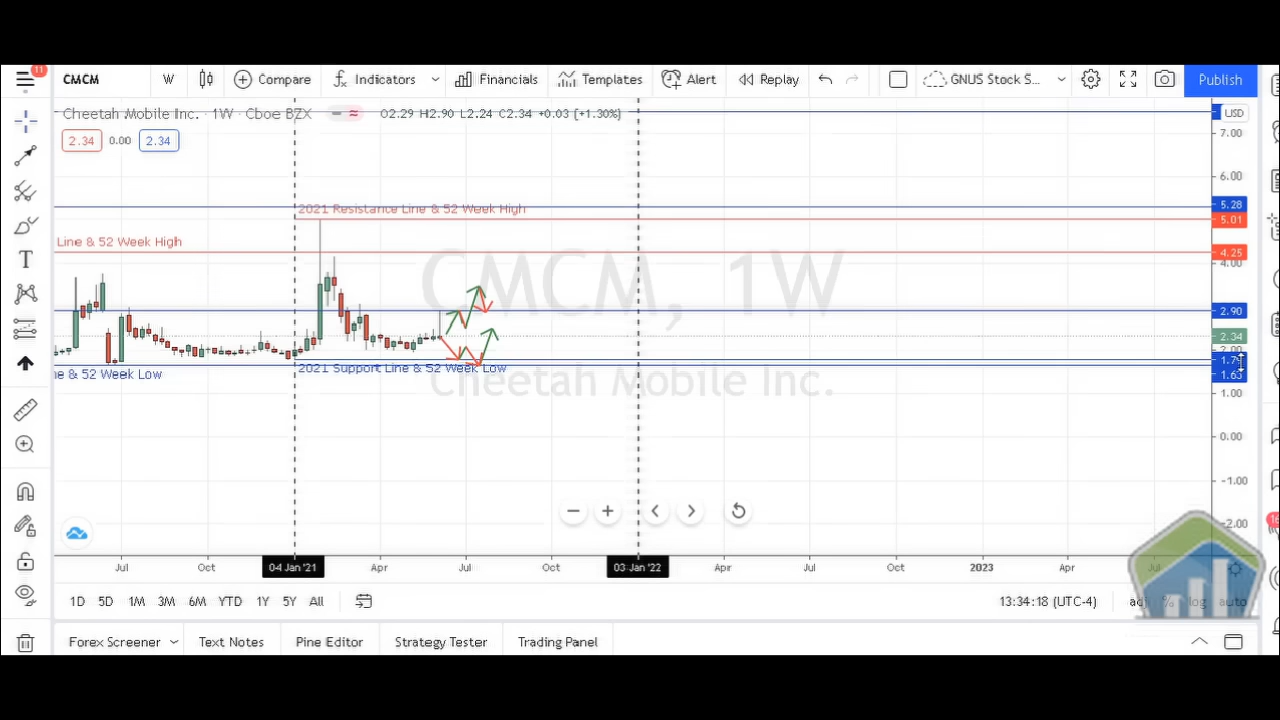 11
CMCM
W
Compare
Indicators
Financials
Templates
Alert
Replay
GNUS Stock S...
Publish
Cheetah Mobile Inc. · 1W · Cboe BZX
O2.29 H2.90 L2.24 C2.34 +0.03 (+1.30%)
USD
2.34 0.00 2.34
7.00
6.00
5.28
2021 Resistance Line & 52 Week High
5.01
Line & 52 Week High
4.25
4.00
CMCM, 1W
2.90
2.34
2.00
2021 Support Line & 52 Week Low
1.63
e & 52 Week Low
Cheetah Mobile Inc.
1.00
0.00
-1.00
-2.00
Jul Oct 04 Jan '21 Apr Jul Oct 03 Jan '22 Apr Jul Oct 2023 Apr Jul
1D 5D 1M 3M 6M YTD 1Y 5Y All
13:34:18 (UTC-4)
% log auto
Forex Screener
Text Notes
Pine Editor
Strategy Tester
Trading Panel